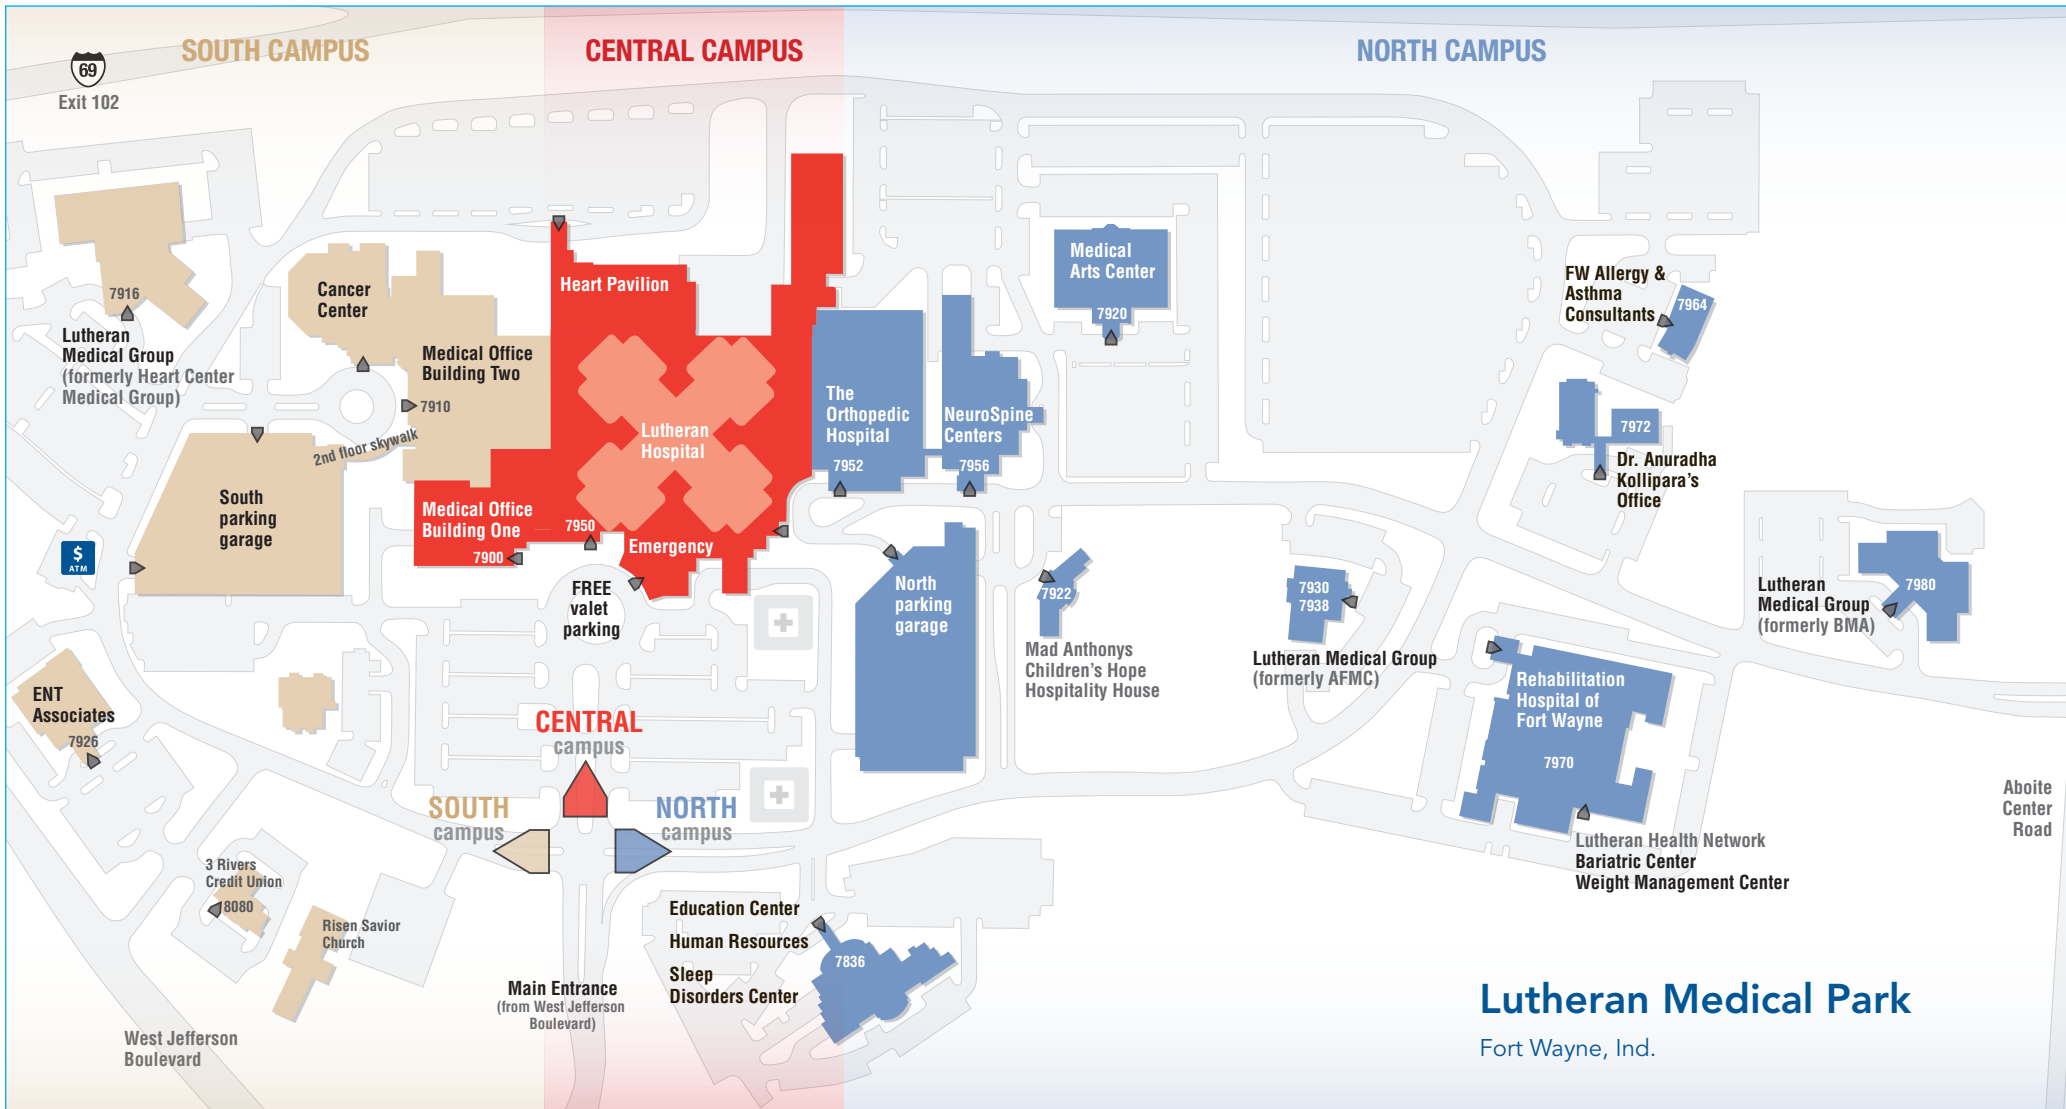 SOUTH CAMPUS
CENTRAL CAMPUS
NORTH CAMPUS
69
Exit 102
7916
Lutheran
Medical Group
(formerly Heart Center
Medical Group)
Cancer
Center
Medical Office
Building Two
7910
2nd floor skywalk
South
parking
garage
$
ATM
Heart Pavilion
Lutheran
Hospital
Medical Office
Building One
7900
7950
Emergency
FREE
valet
parking
The
Orthopedic
Hospital
7952
NeuroSpine
Centers
7956
Medical
Arts Center
7920
FW Allergy &
Asthma
Consultants
7964
7972
Dr. Anuradha
Kollipara's
Office
North
parking
garage
7922
Mad Anthonys
Children's Hope
Hospitality House
7930
7938
Lutheran Medical Group
(formerly AFMC)
Lutheran
Medical Group
(formerly BMA)
7980
Rehabilitation
Hospital of
Fort Wayne
7970
Lutheran Health Network
Bariatric Center
Weight Management Center
Aboite
Center
Road
ENT
Associates
7926
CENTRAL
campus
SOUTH
campus
NORTH
campus
3 Rivers
Credit Union
8080
Risen Savior
Church
Main Entrance
(from West Jefferson
Boulevard)
West Jefferson
Boulevard
Education Center
Human Resources
Sleep
Disorders Center
7836
Lutheran Medical Park
Fort Wayne, Ind.